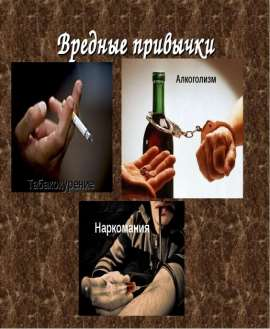 Вредные привычки
Алкоголизм
Табакокурение
Наркомания